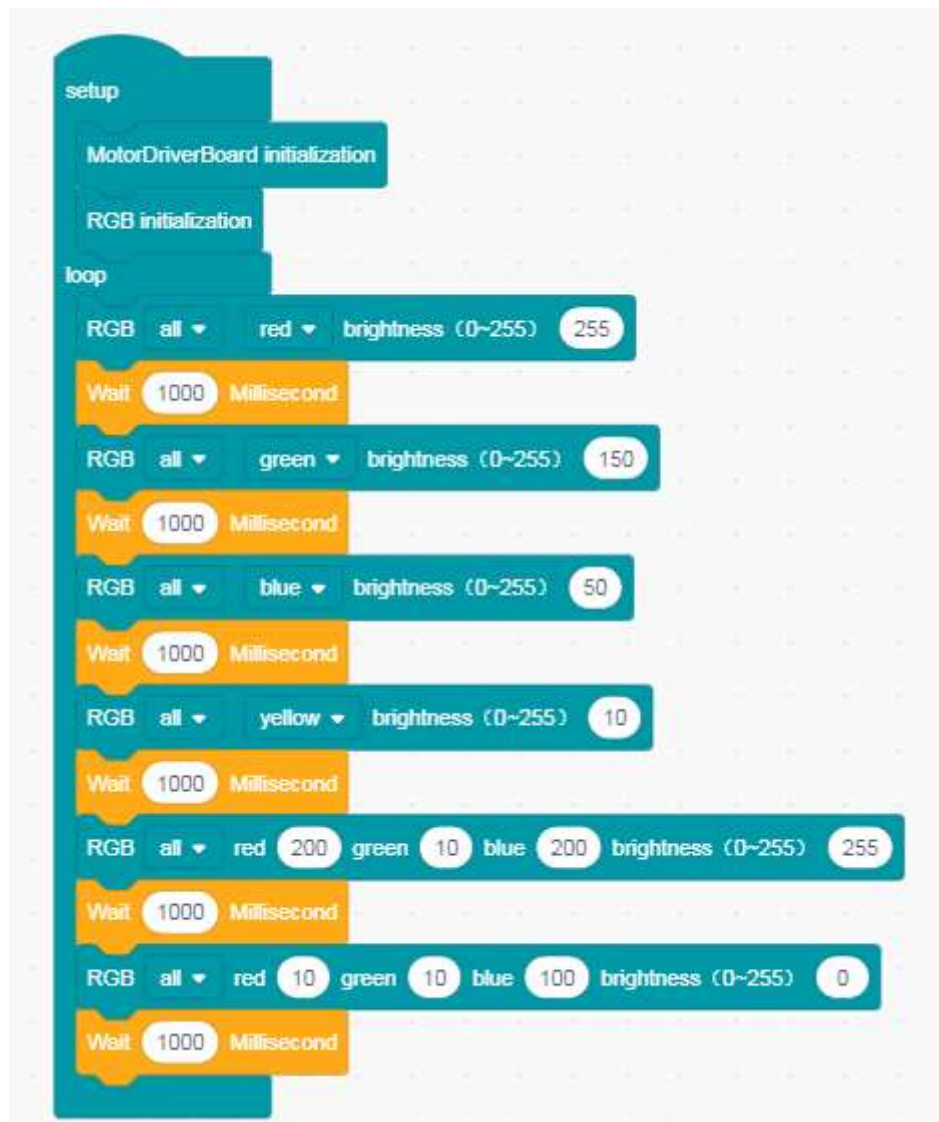 setup
MotorDriverBoard initialization
RGB initialization
loop
RGB all red brightness (0~255) 255
Wait 1000 Millisecond
RGB all green brightness (0~255) 150
Wait 1000 Millisecond
RGB all blue brightness (0~255) 50
Wait 1000 Millisecond
RGB all yellow brightness (0~255) 10
Wait 1000 Millisecond
RGB all red 200 green 10 blue 200 brightness (0~255) 255
Wait 1000 Millisecond
RGB all red 10 green 10 blue 100 brightness (0~255) 0
Wait 1000 Millisecond